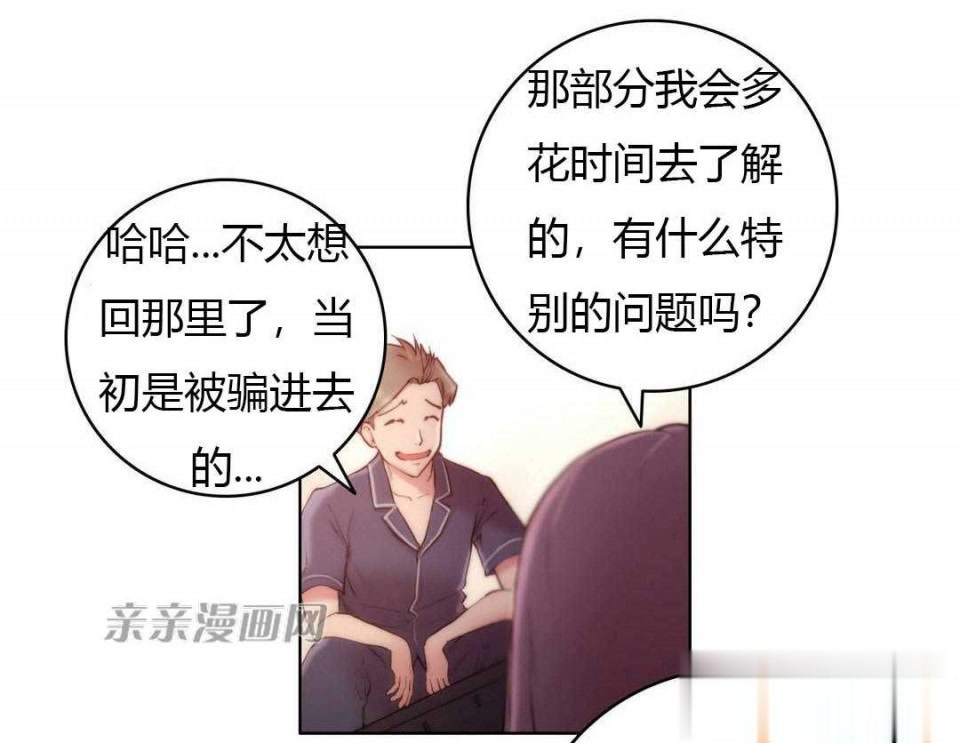 那部分我会多
花时间去了解
的，有什么特
别的问题吗？
哈哈...不太想
回那里了，当
初是被骗进去
的...
亲亲漫画网